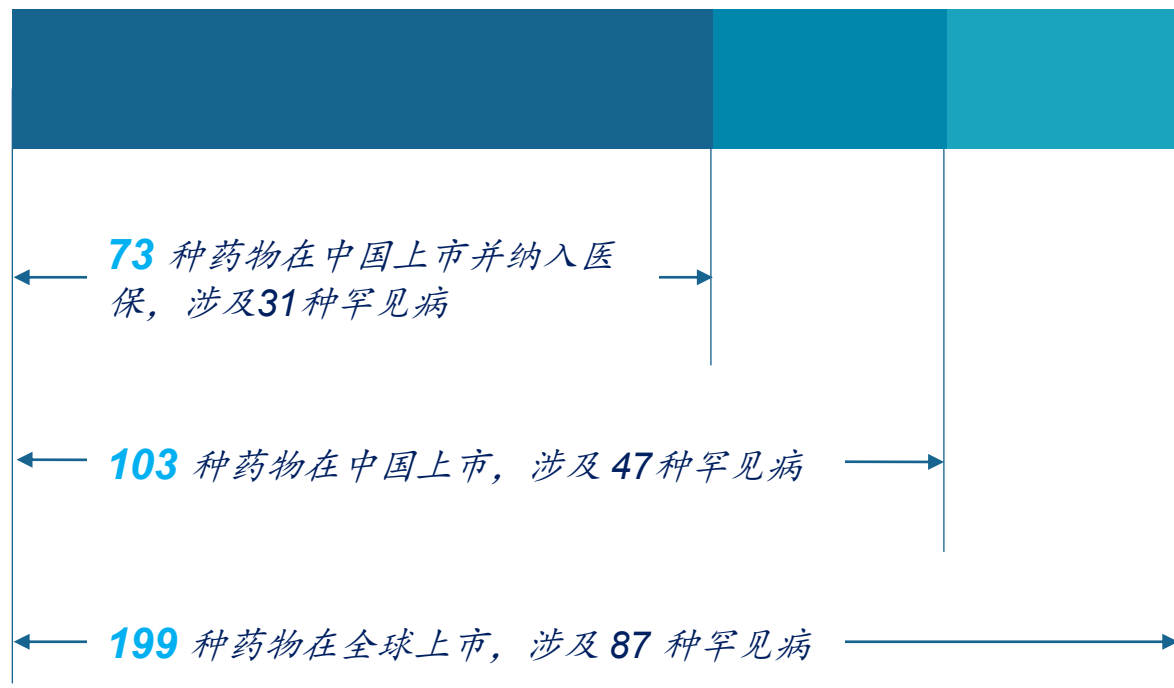 73 种药物在中国上市并纳入医
保，涉及31种罕见病
103 种药物在中国上市，涉及 47种罕见病
199 种药物在全球上市，涉及 87 种罕见病